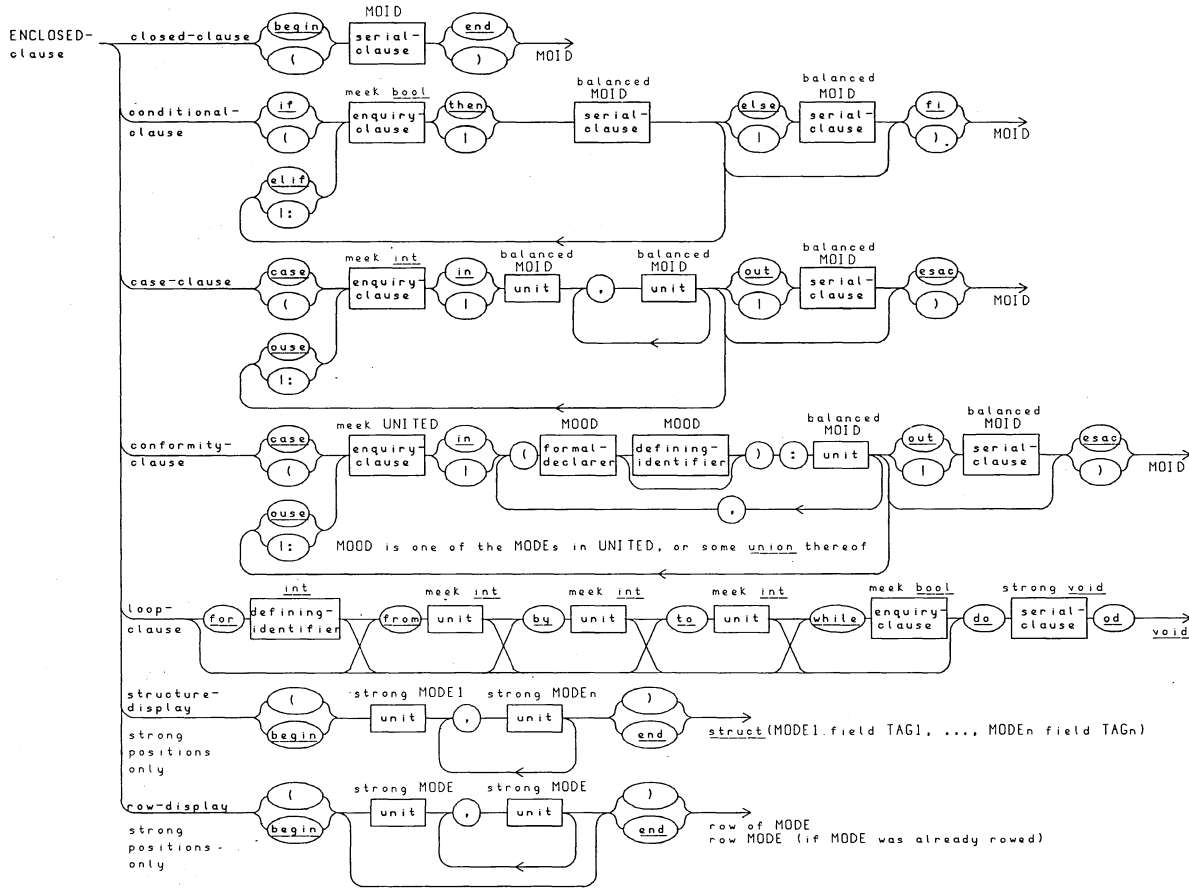 MOID
ENCLOSED-
clause
closed-clause
begin
(
serial-
clause
end
)
MOID
meek bool
balanced
MOID
balanced
MOID
conditional-
clause
if
(
enquiry-
clause
then
|
serial-
clause
else
|
serial-
clause
fi
).
MOID
elif
|:
meek int
balanced
MOID
balanced
MOID
balanced
MOID
case-clause
case
(
enquiry-
clause
in
|
unit
,
unit
out
|
serial-
clause
esac
)
MOID
ouse
|:
meek UNITED
MOOD
MOOD
balanced
MOID
balanced
MOID
conformity-
clause
case
(
enquiry-
clause
in
|
(
formal-
declarer
defining-
identifier
)
:
unit
out
|
serial-
clause
esac
)
MOID
,
ouse
|:
MOOD is one of the MODEs in UNITED, or some union thereof
int
meek int
meek int
meek int
meek bool
strong void
loop-
clause
for
defining-
identifier
from
unit
by
unit
to
unit
while
enquiry-
clause
do
serial-
clause
od
void
structure-
display
strong
positions
only
(
begin
strong MODE1
unit
,
strong MODEn
unit
)
end
struct(MODE1.field TAG1, ..., MODEn field TAGn)
row-display
strong
positions-
only
(
begin
strong MODE
unit
,
strong MODE
unit
)
end
row of MODE
row MODE (if MODE was already rowed)